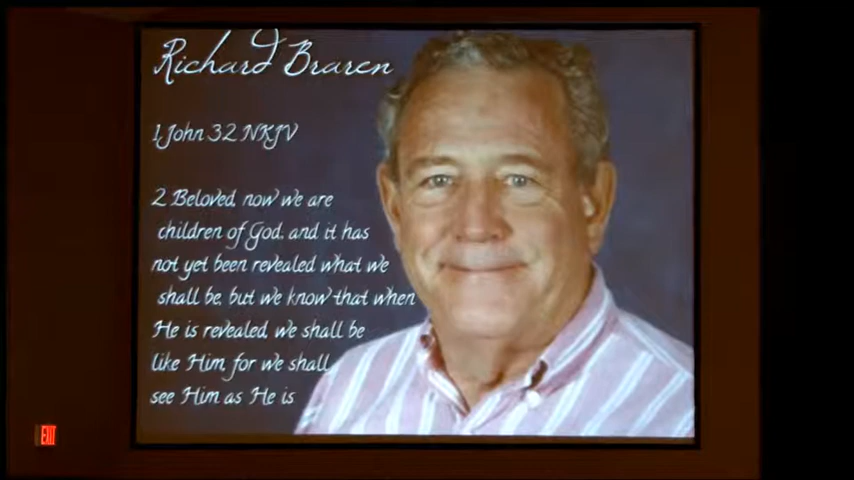 Richard Braren
1 John 3:2 NKJV
2 Beloved, now we are
children of God; and it has
not yet been revealed what we
shall be, but we know that when
He is revealed, we shall be
like Him, for we shall
see Him as He is
EXIT